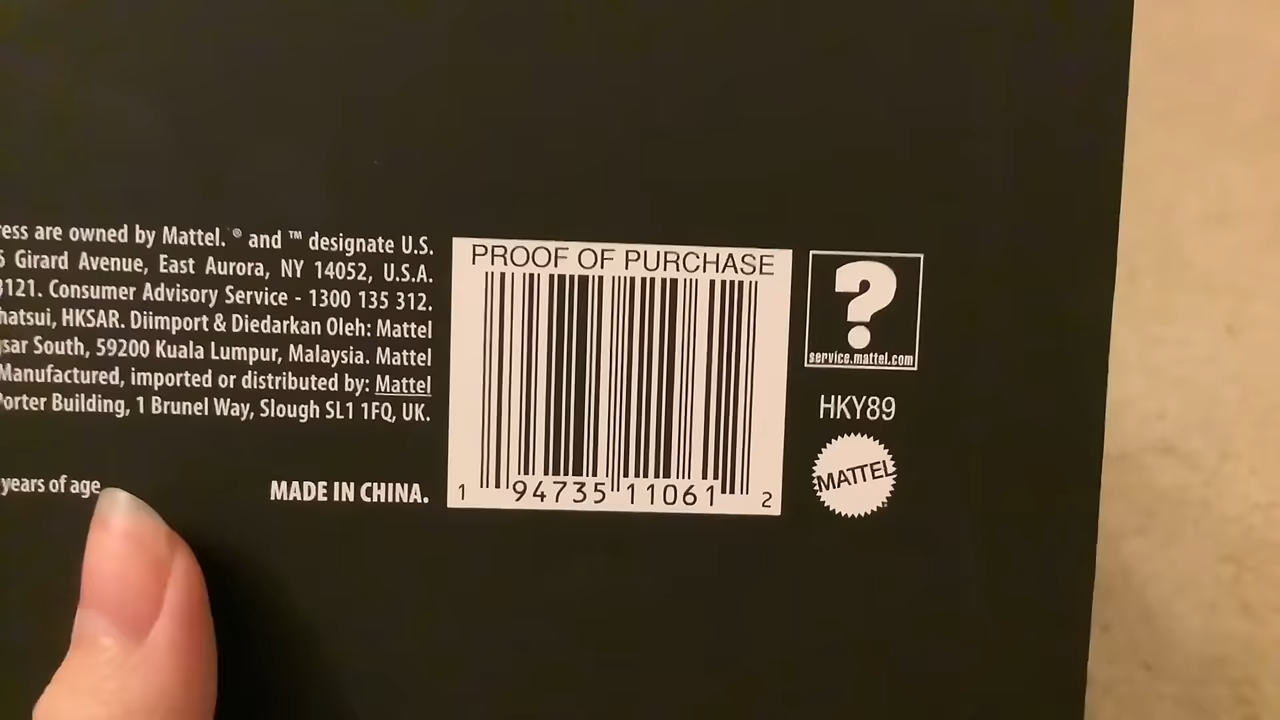 ress are owned by Mattel. ® and ™ designate U.S.
6 Girard Avenue, East Aurora, NY 14052, U.S.A.
3121. Consumer Advisory Service - 1300 135 312.
hatsui, HKSAR. Diimport & Diedarkan Oleh: Mattel
gsar South, 59200 Kuala Lumpur, Malaysia. Mattel
Manufactured, imported or distributed by: Mattel
Porter Building, 1 Brunel Way, Slough SL1 1FQ, UK.
years of age
MADE IN CHINA.
PROOF OF PURCHASE
1 94735 11061 2
?
service.mattel.com
HKY89
MATTEL